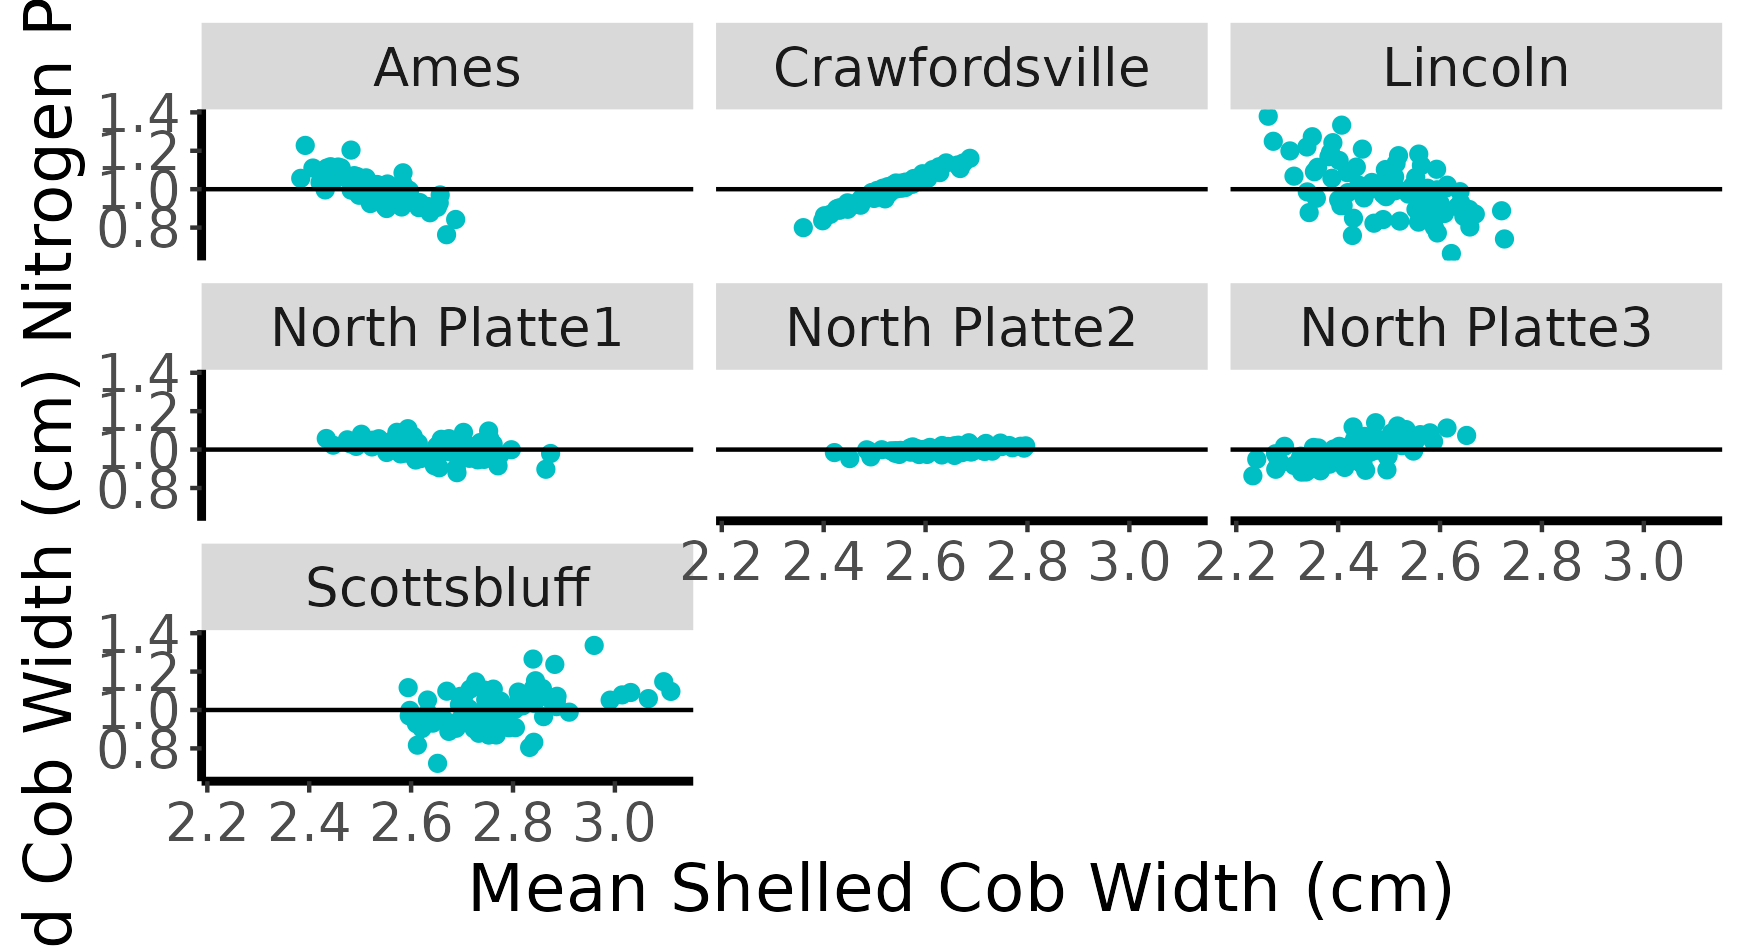 d Cob Width (cm) Nitrogen P
Ames
Crawfordsville
Lincoln
1.4
1.2
1.0
0.8
North Platte1
North Platte2
North Platte3
1.4
1.2
1.0
0.8
2.2 2.4 2.6 2.8 3.0
2.2 2.4 2.6 2.8 3.0
Scottsbluff
1.4
1.2
1.0
0.8
2.2 2.4 2.6 2.8 3.0
Mean Shelled Cob Width (cm)